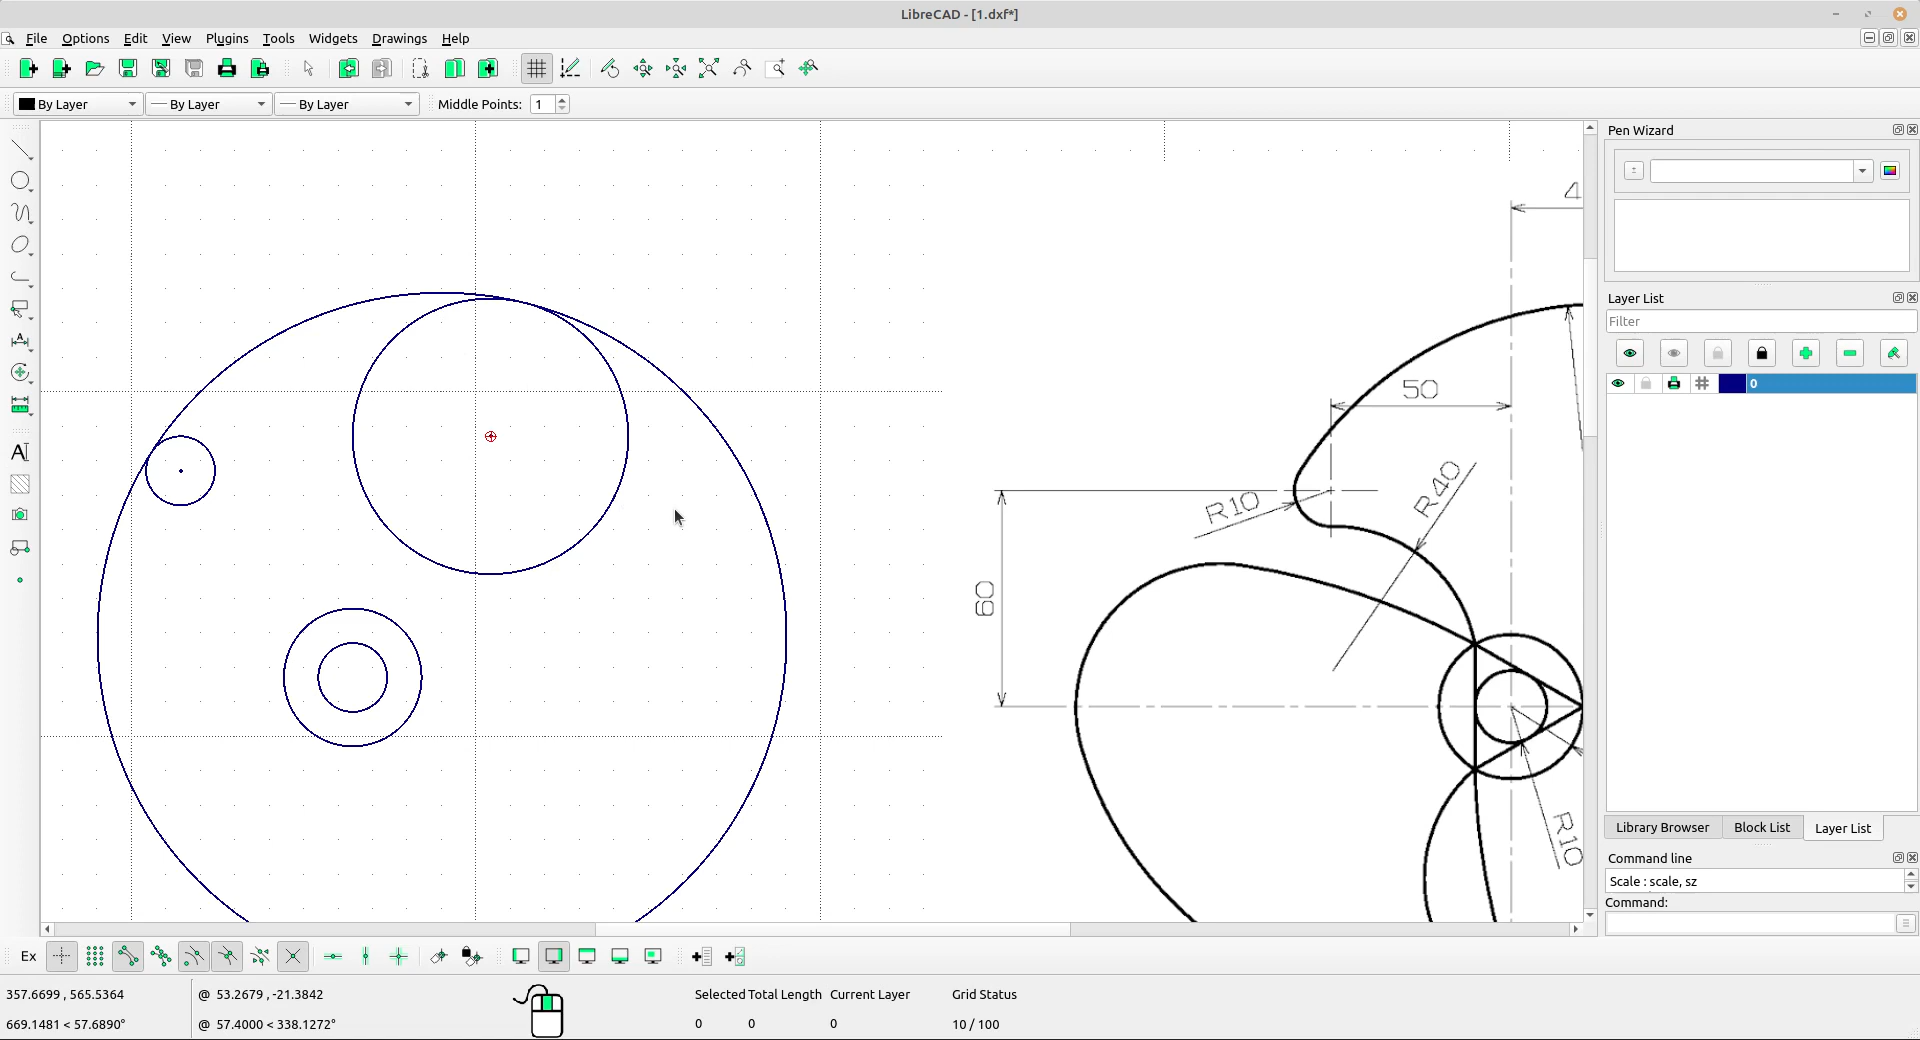 LibreCAD - [1.dxf*]
File Options Edit View Plugins Tools Widgets Drawings Help
By Layer By Layer By Layer Middle Points: 1
Pen Wizard
Layer List
Filter
0
4
50
R10
R40
60
R10
Library Browser Block List Layer List
Command line
Scale : scale, sz
Command:
Ex
357.6699 , 565.5364 @ 53.2679 , -21.3842 Selected Total Length Current Layer Grid Status
669.1481 < 57.6890° @ 57.4000 < 338.1272° 0 0 0 10 / 100